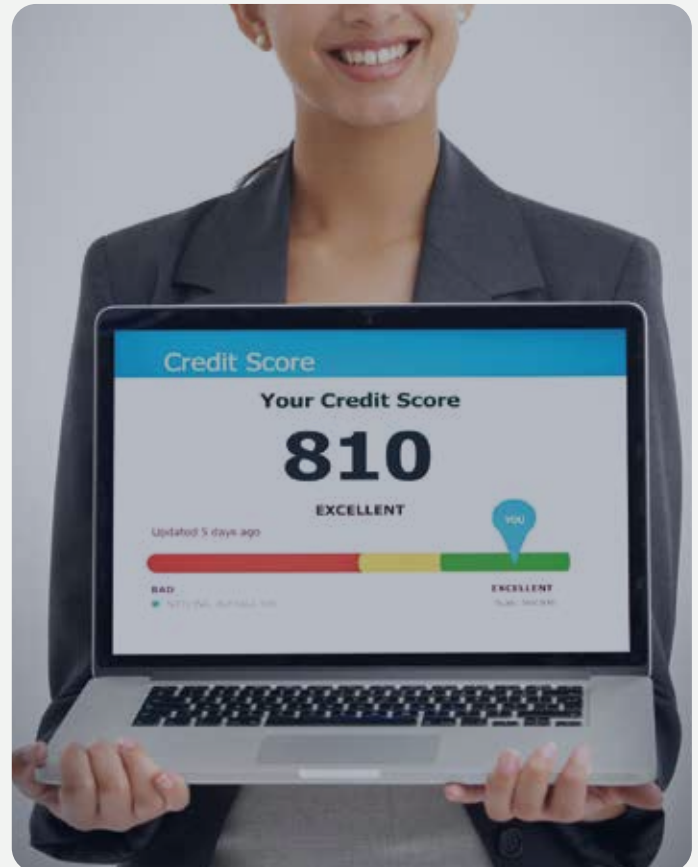 Credit Score
Your Credit Score
810
EXCELLENT
YOU
Updated 5 days ago
BAD
EXCELLENT